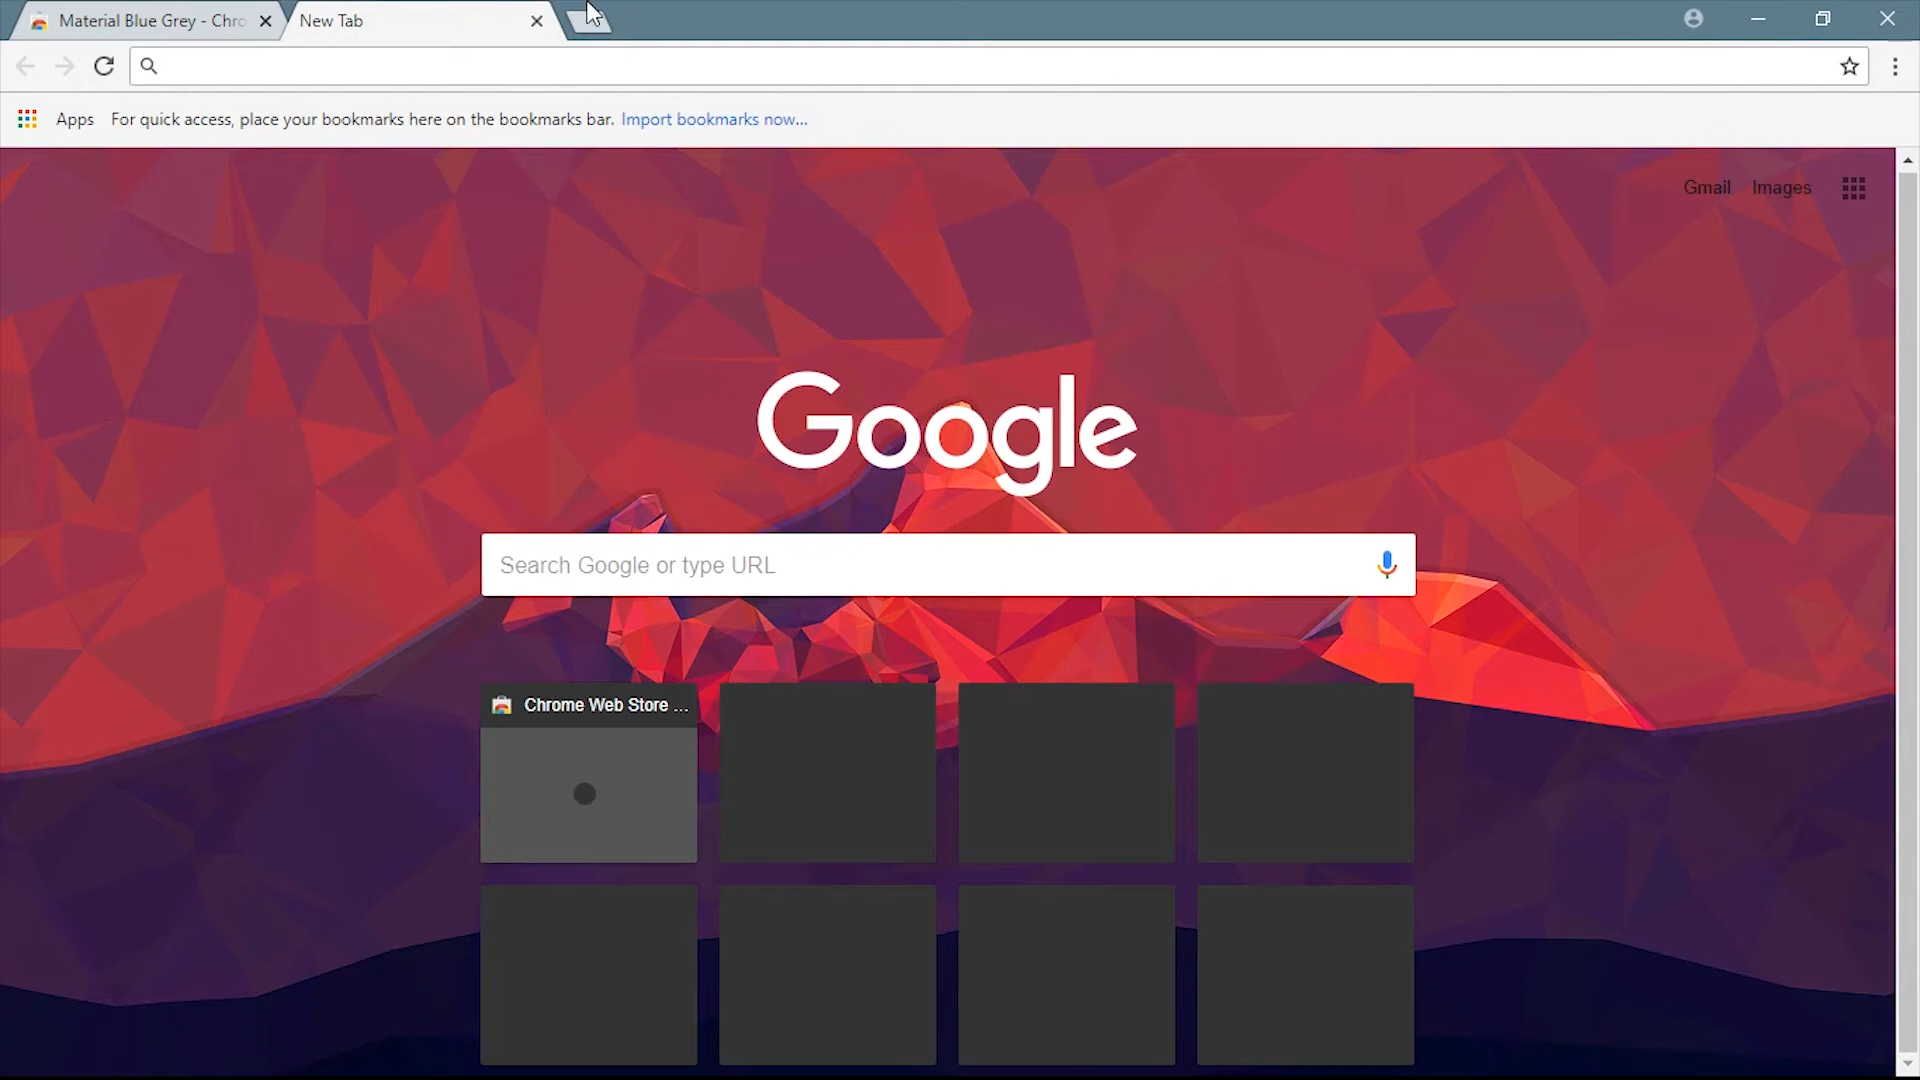 Material Blue Grey - Chro
New Tab
Apps For quick access, place your bookmarks here on the bookmarks bar. Import bookmarks now...
Gmail Images
Google
Search Google or type URL
Chrome Web Store ...